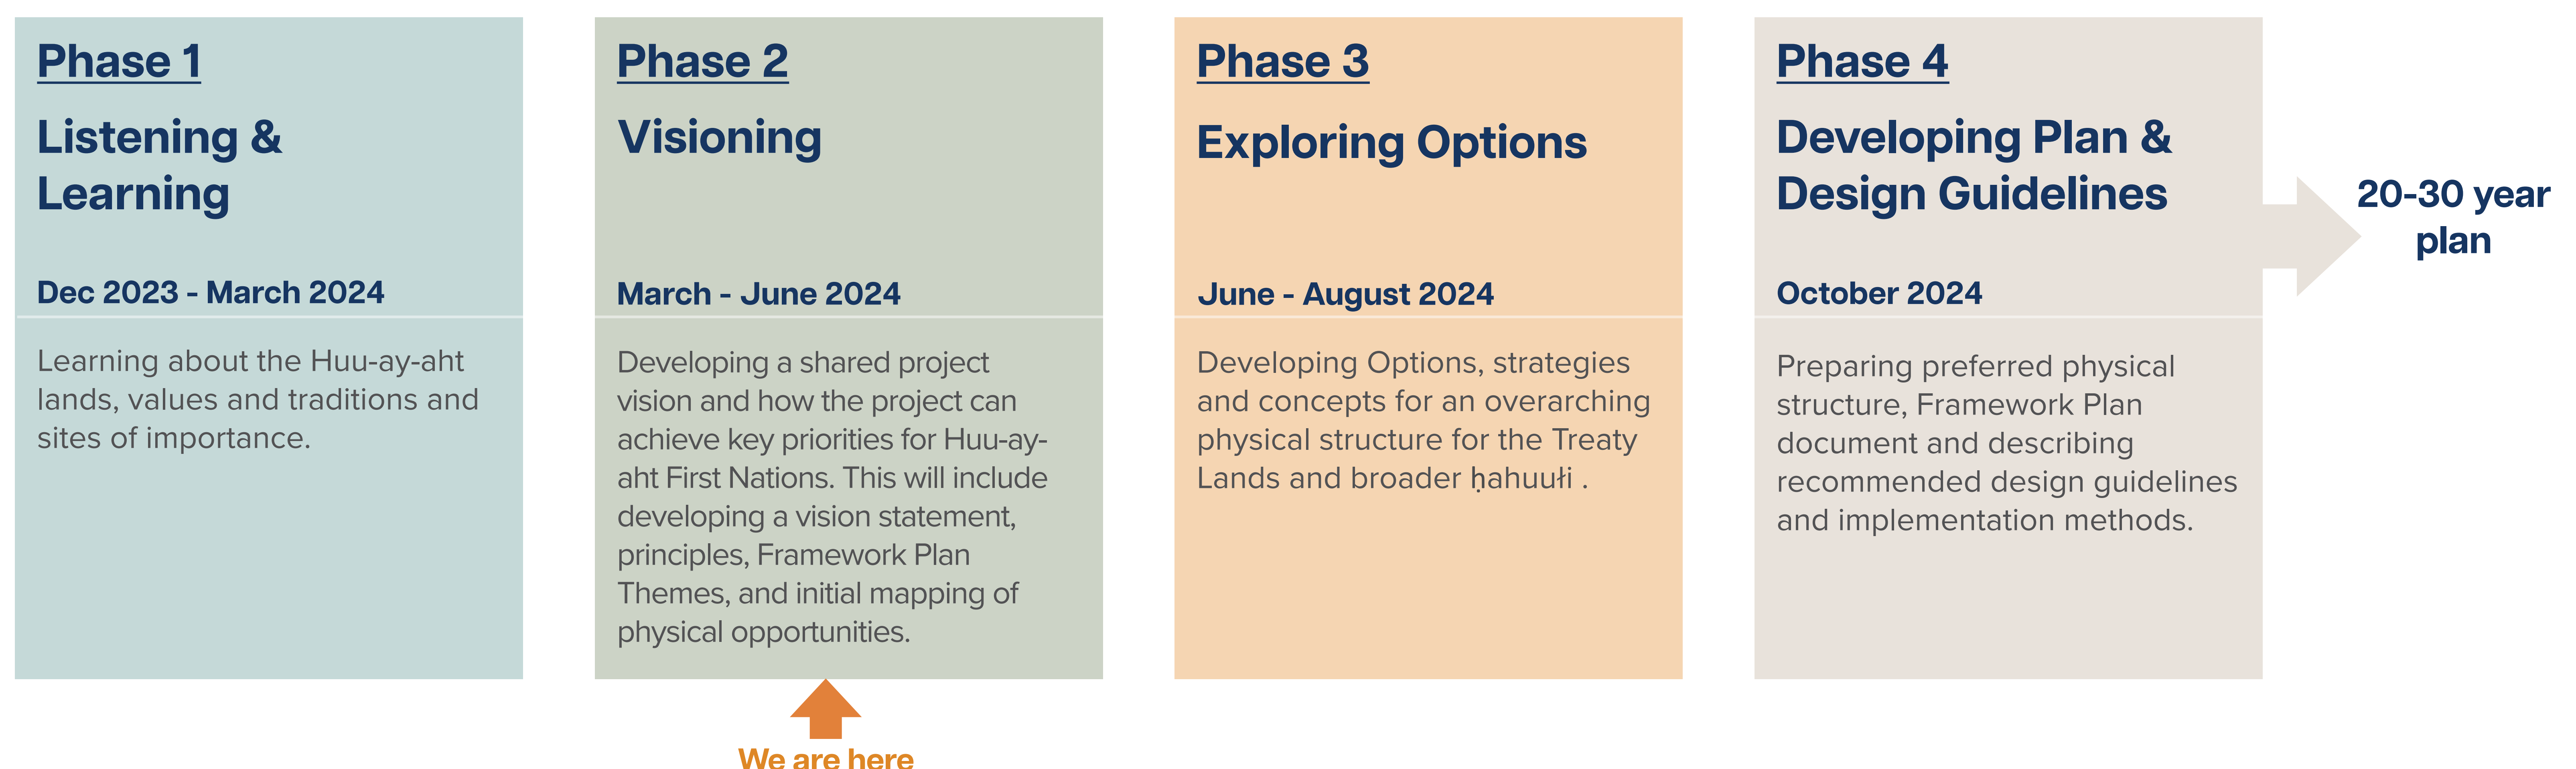 Phase 1
Listening &
Learning
Dec 2023 - March 2024
Learning about the Huu-ay-aht
lands, values and traditions and
sites of importance.
Phase 2
Visioning
March - June 2024
Developing a shared project
vision and how the project can
achieve key priorities for Huu-ay-
aht First Nations. This will include
developing a vision statement,
principles, Framework Plan
Themes, and initial mapping of
physical opportunities.
We are here
Phase 3
Exploring Options
June - August 2024
Developing Options, strategies
and concepts for an overarching
physical structure for the Treaty
Lands and broader ḥahuułi .
Phase 4
Developing Plan &
Design Guidelines
October 2024
Preparing preferred physical
structure, Framework Plan
document and describing
recommended design guidelines
and implementation methods.
20-30 year
plan